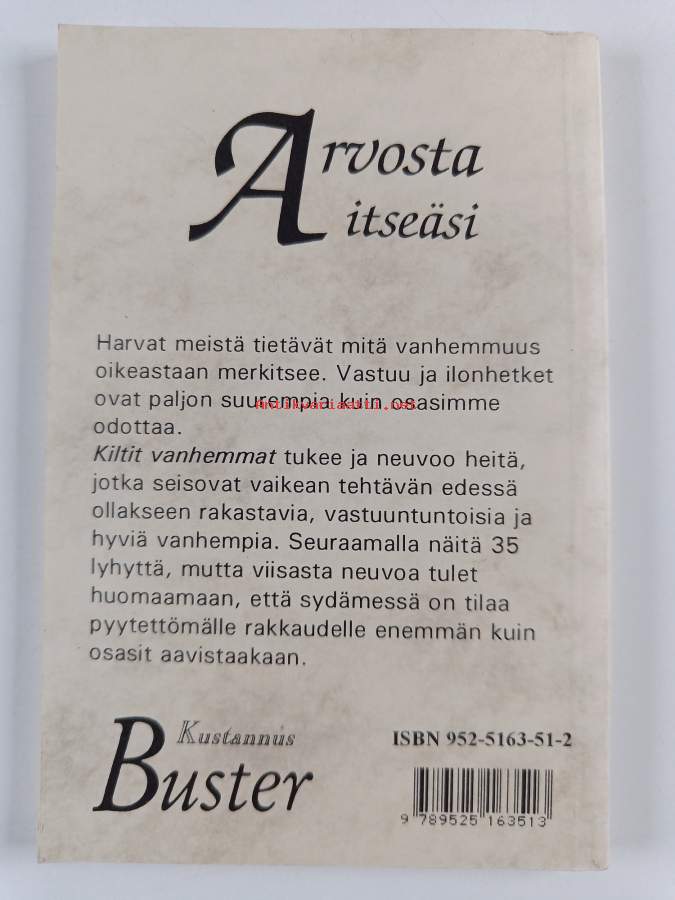 Arvosta
itseäsi
Harvat meistä tietävät mitä vanhemmuus
oikeastaan merkitsee. Vastuu ja ilonhetket
ovat paljon suurempia kuin osasimme
Antikvariaatti.net
odottaa.
Kiltit vanhemmat tukee ja neuvoo heitä,
jotka seisovat vaikean tehtävän edessä
ollakseen rakastavia, vastuuntuntoisia ja
hyviä vanhempia. Seuraamalla näitä 35
lyhyttä, mutta viisasta neuvoa tulet
huomaamaan, että sydämessä on tilaa
pyytettömälle rakkaudelle enemmän kuin
osasit aavistaakaan.
Kustannus
Buster
ISBN 952-5163-51-2
9 789525 163513